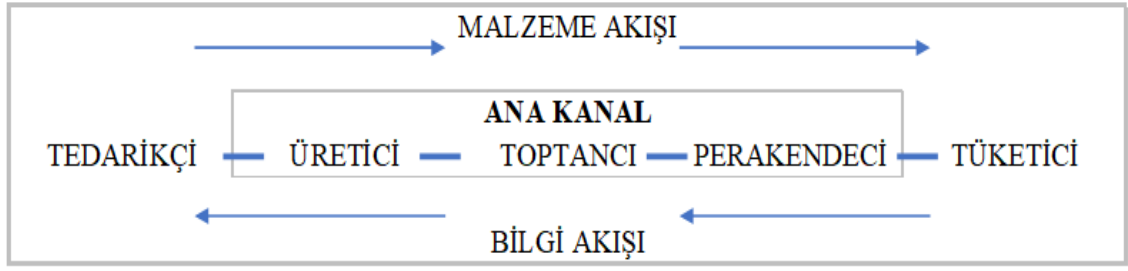 MALZEME AKIŞI
ANA KANAL
TEDARİKÇİ ÜRETİCİ TOPTANCI PERAKENDECİ TÜKETİCİ
BİLGİ AKIŞI